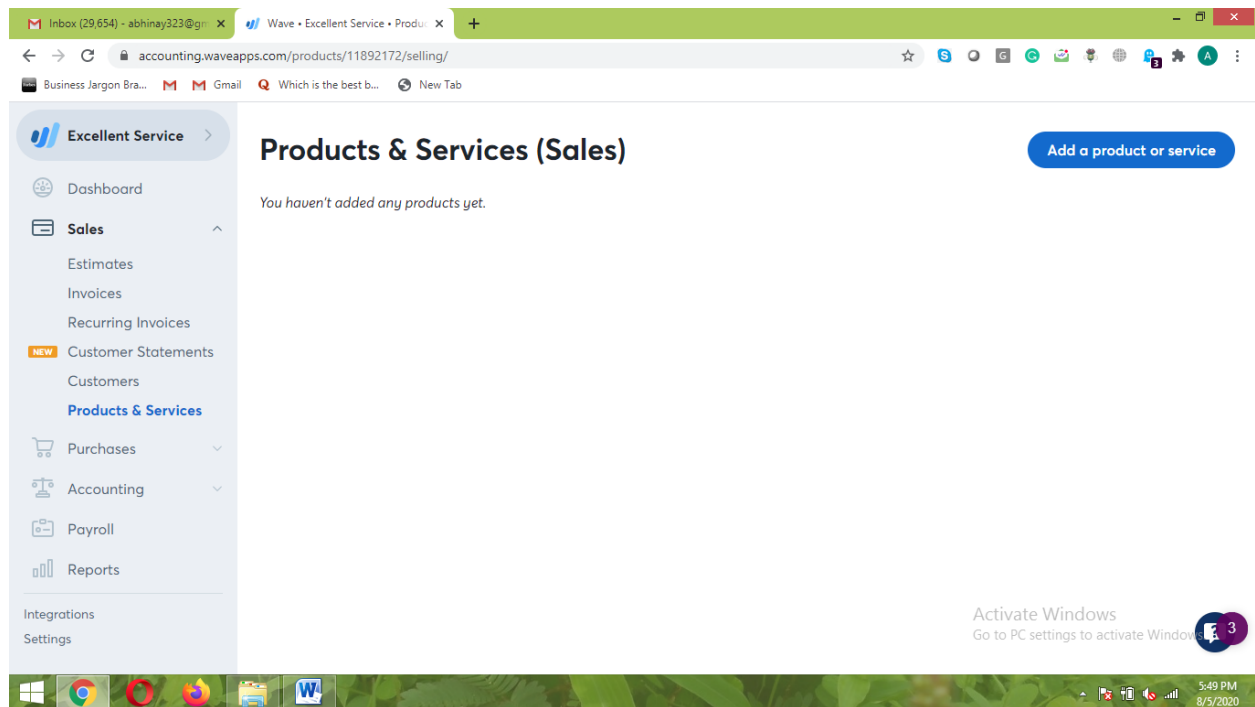 Inbox (29,654) - abhinay323@gm
Wave • Excellent Service • Produc
accounting.waveapps.com/products/11892172/selling/
Business Jargon Bra...
Gmail
Which is the best b...
New Tab
Excellent Service
Products & Services (Sales)
Add a product or service
Dashboard
You haven't added any products yet.
Sales
Estimates
Invoices
Recurring Invoices
NEW Customer Statements
Customers
Products & Services
Purchases
Accounting
Payroll
Reports
Integrations
Settings
Activate Windows
Go to PC settings to activate Windows
3
5:49 PM
8/5/2020